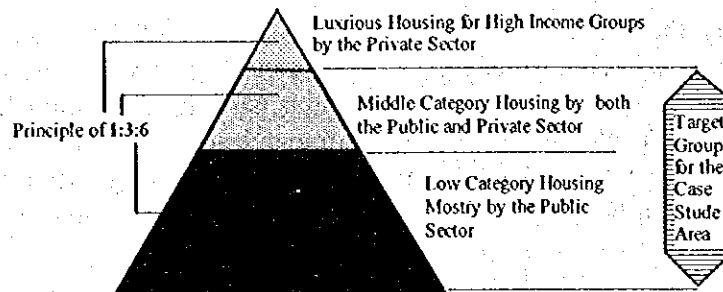 Luxrious Housing for High Income Groups
by the Private Sector
Principle of 1:3:6
Middle Category Housing by both
the Public and Private Sector
Low Category Housing
Mostry by the Public
Sector
Target
Group
for the
Case
Stude
Area